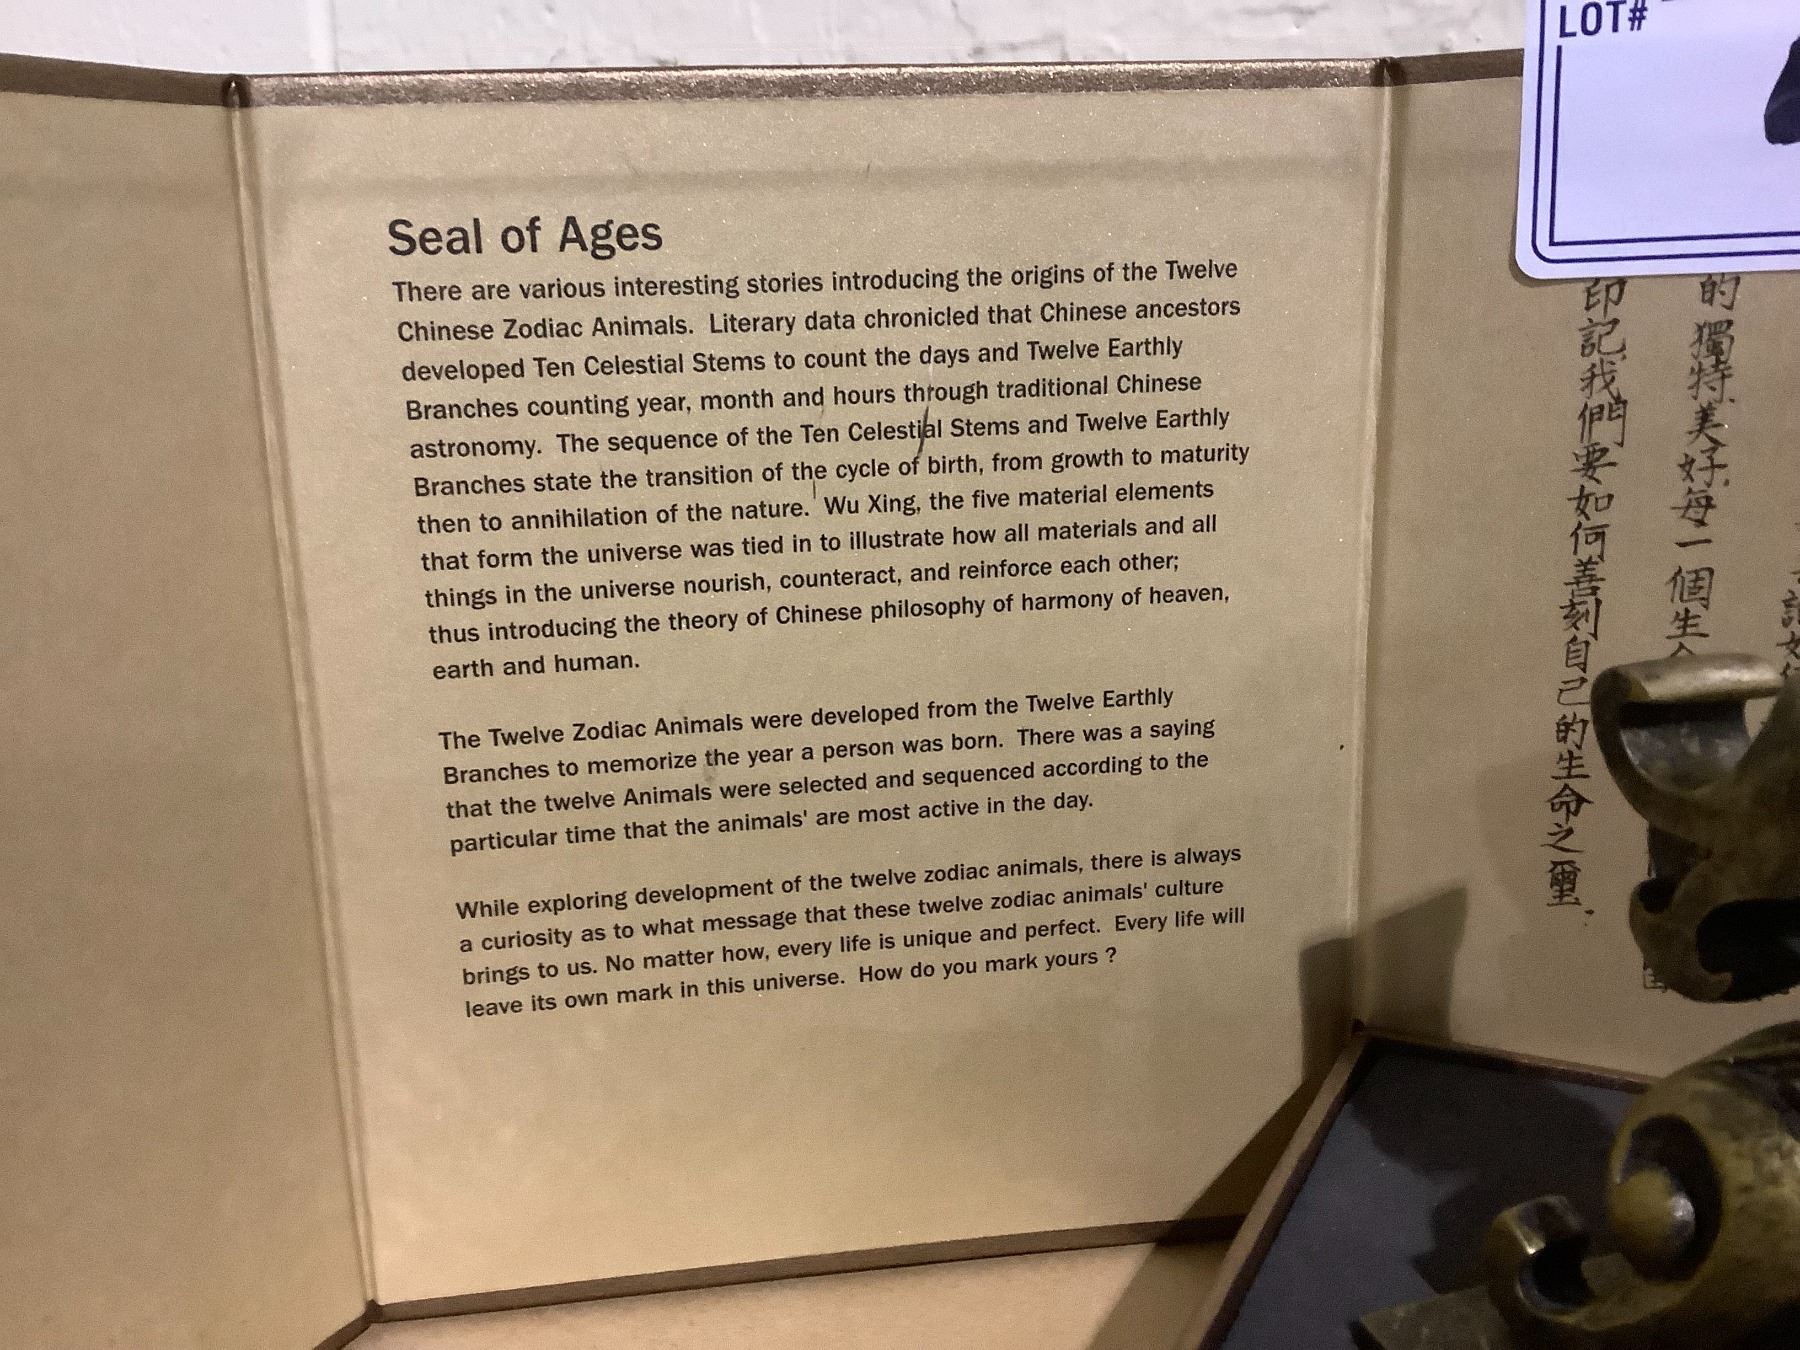 LOT#
Seal of Ages
There are various interesting stories introducing the origins of the Twelve
Chinese Zodiac Animals. Literary data chronicled that Chinese ancestors
developed Ten Celestial Stems to count the days and Twelve Earthly
Branches counting year, month and hours through traditional Chinese
astronomy. The sequence of the Ten Celestial Stems and Twelve Earthly
Branches state the transition of the cycle of birth, from growth to maturity
then to annihilation of the nature. Wu Xing, the five material elements
that form the universe was tied in to illustrate how all materials and all
things in the universe nourish, counteract, and reinforce each other;
thus introducing the theory of Chinese philosophy of harmony of heaven,
earth and human.
The Twelve Zodiac Animals were developed from the Twelve Earthly
Branches to memorize the year a person was born. There was a saying
that the twelve Animals were selected and sequenced according to the
particular time that the animals' are most active in the day.
While exploring development of the twelve zodiac animals, there is always
a curiosity as to what message that these twelve zodiac animals' culture
brings to us. No matter how, every life is unique and perfect. Every life will
leave its own mark in this universe. How do you mark yours ?
的獨特美好.每一個生
印記.我們要如何善刻自己的生命之璽.